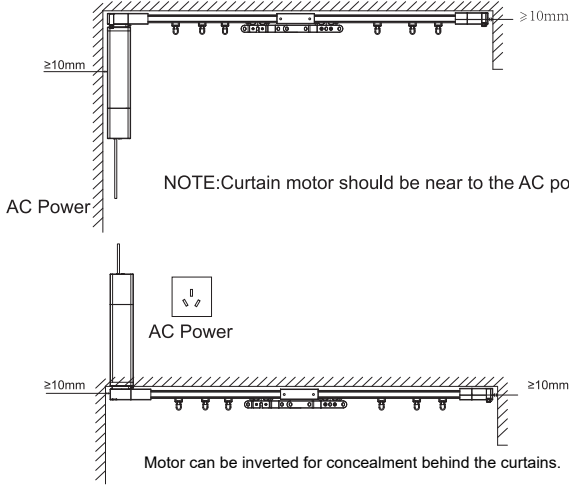 ≥10mm
≥10mm
NOTE:Curtain motor should be near to the AC po
AC Power
AC Power
≥10mm
≥10mm
Motor can be inverted for concealment behind the curtains.